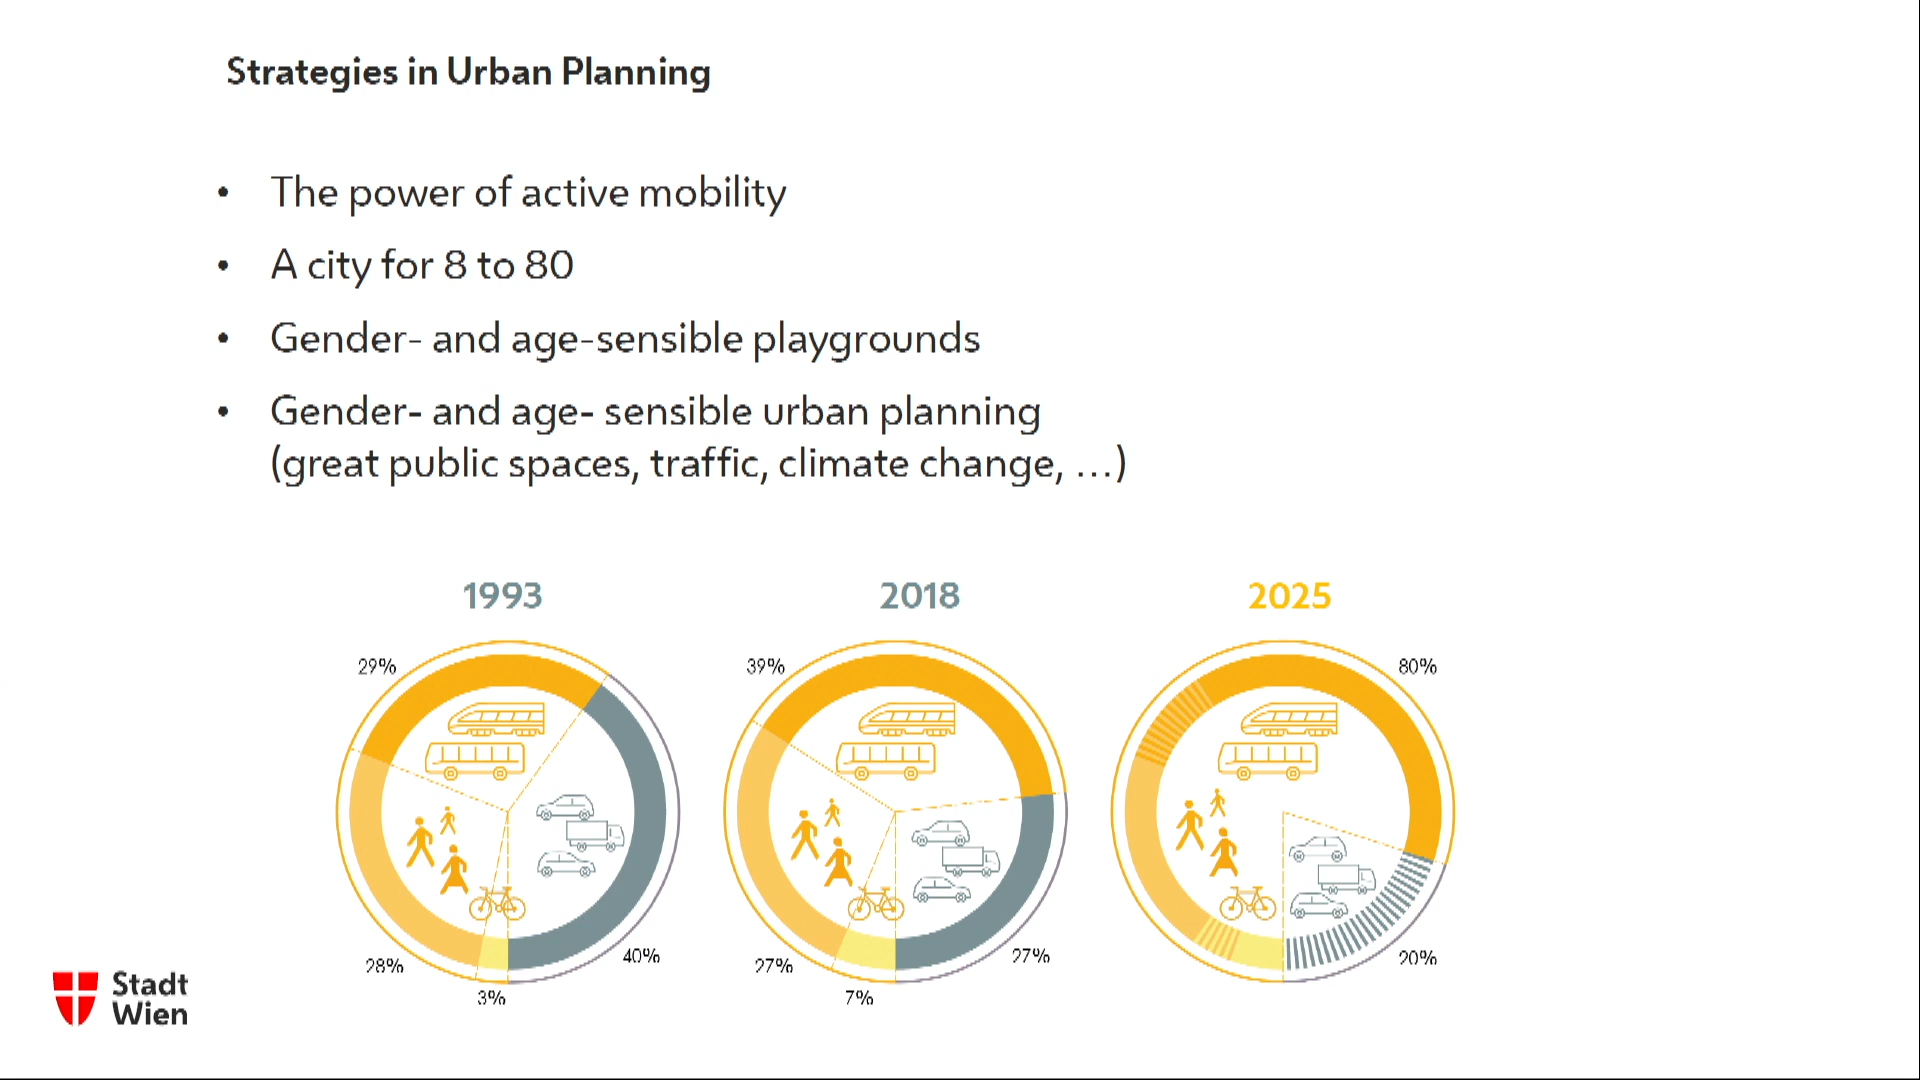 Strategies in Urban Planning
• The power of active mobility
• A city for 8 to 80
• Gender- and age-sensible playgrounds
• Gender- and age- sensible urban planning
(great public spaces, traffic, climate change, …)
1993
29%
40%
28%
3%
2018
39%
27%
27%
7%
2025
80%
20%
Stadt
Wien